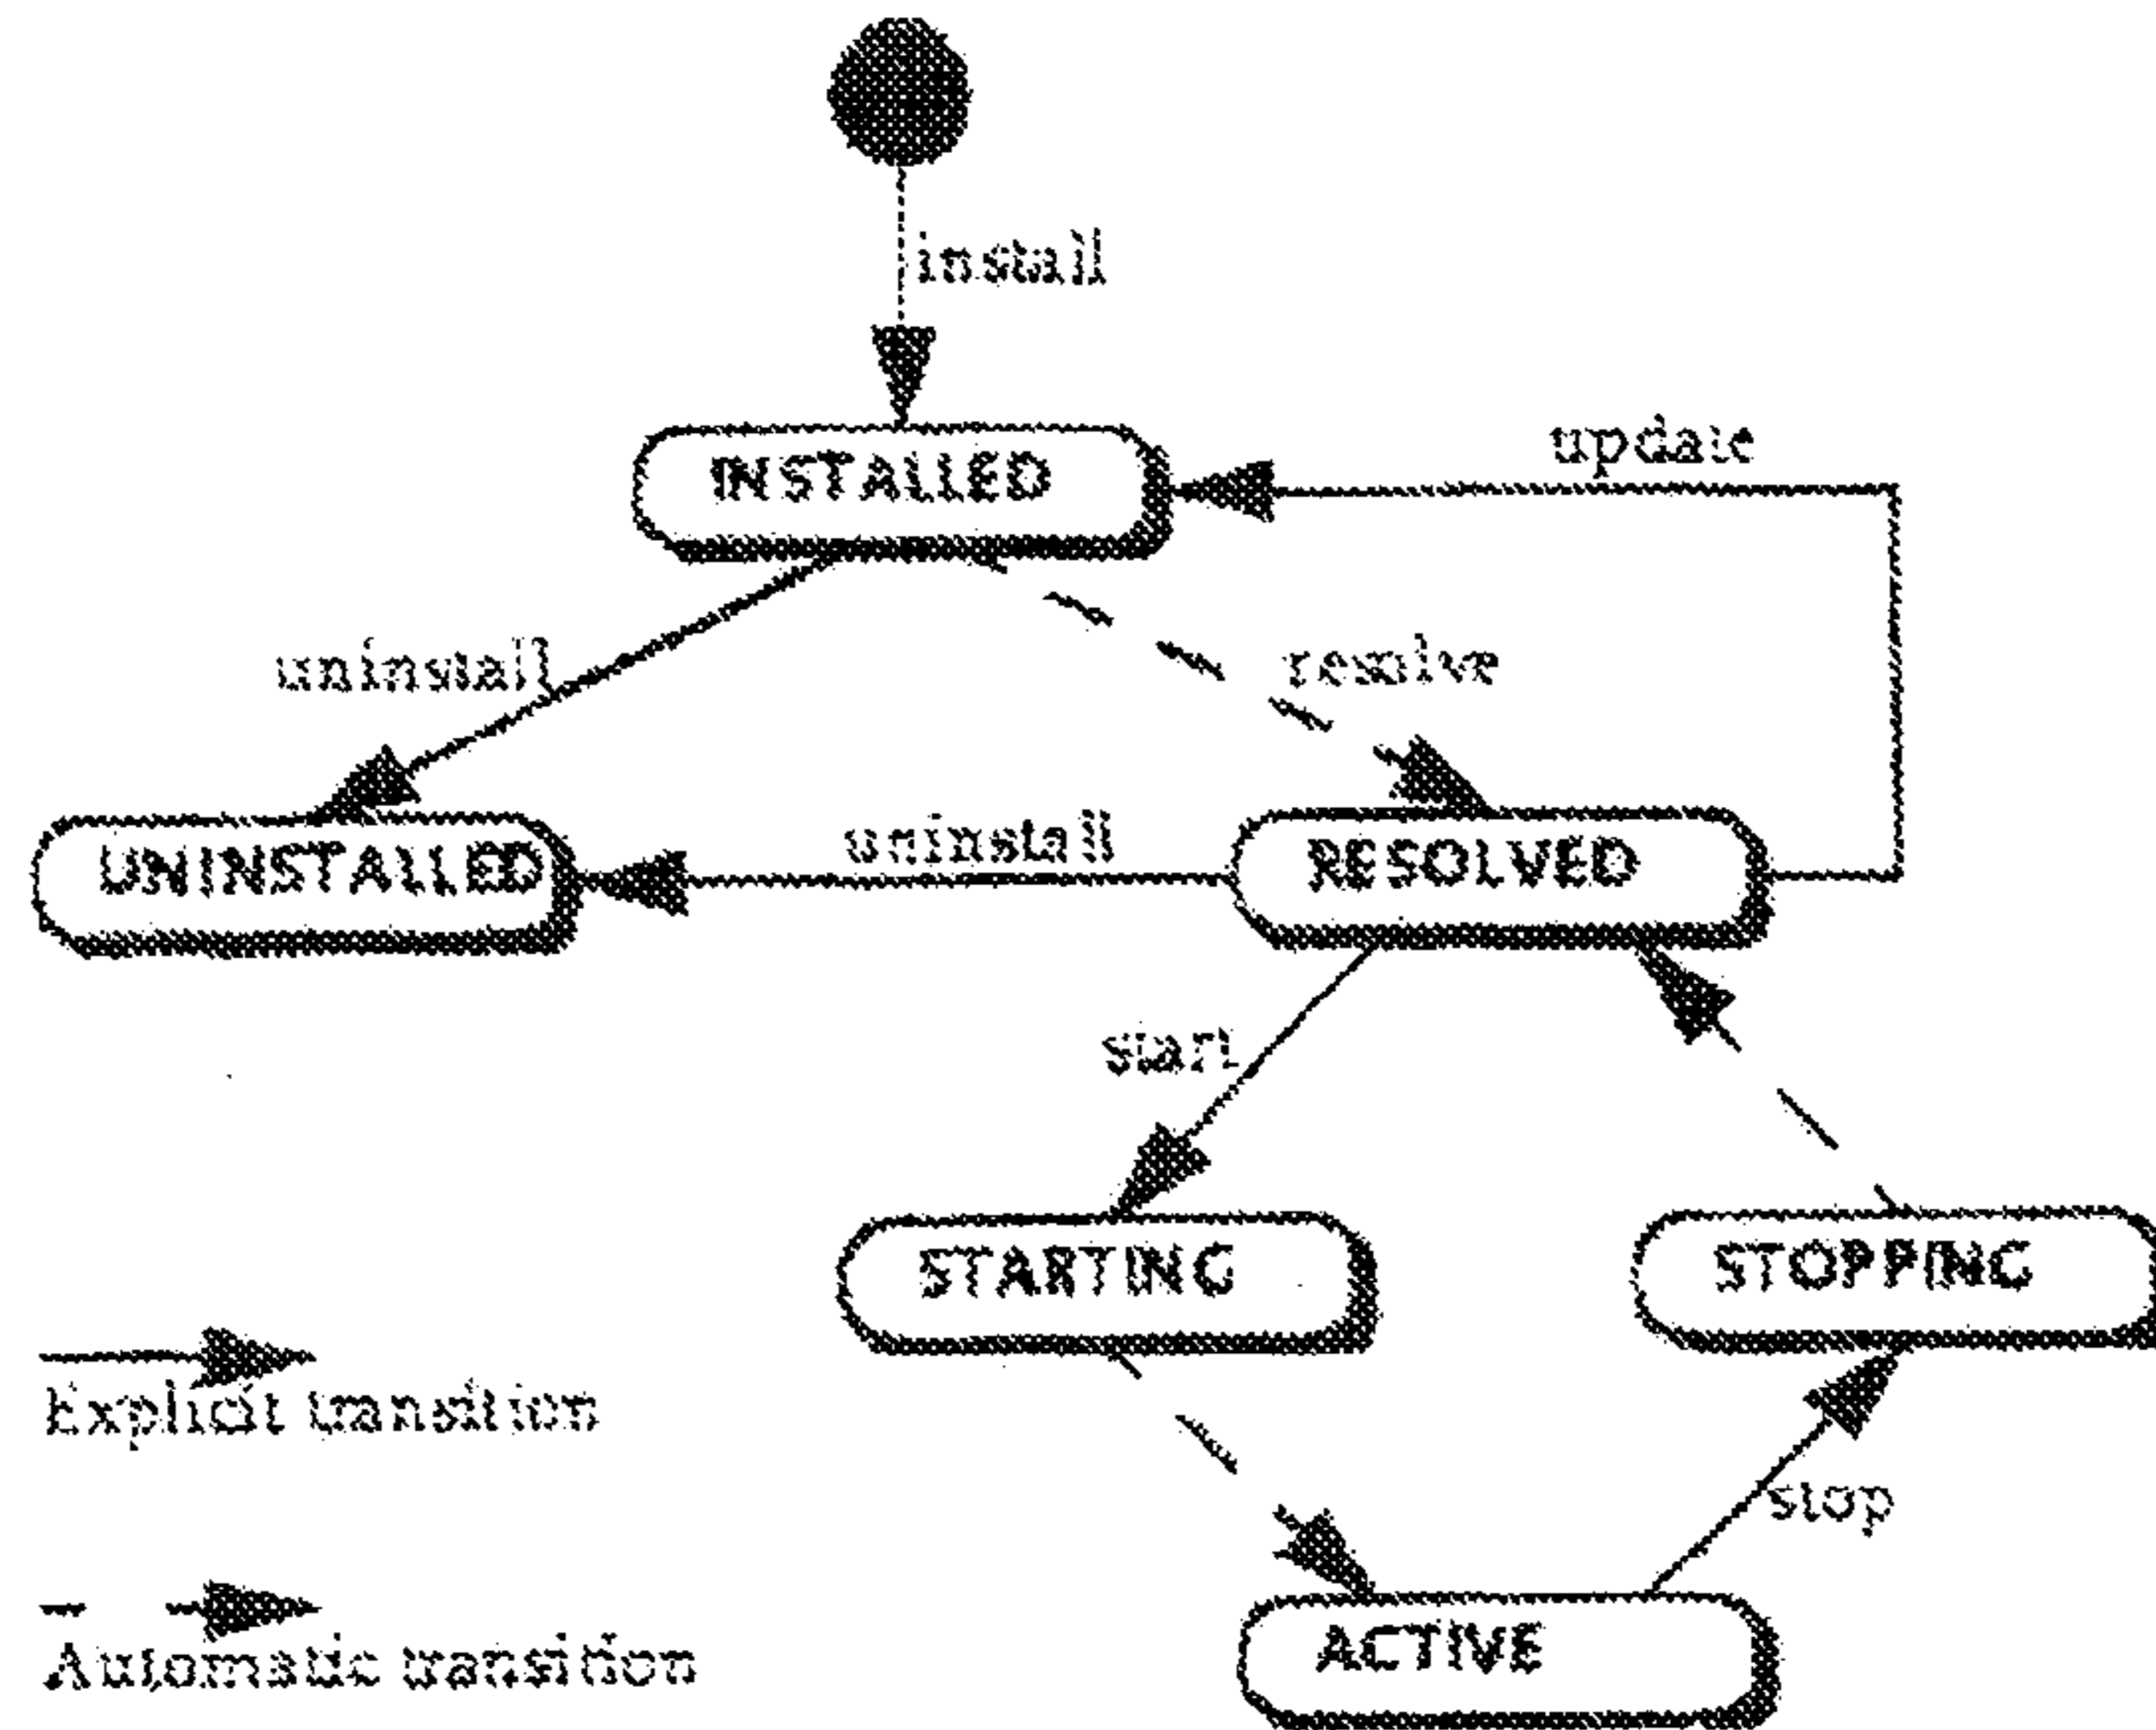 install
INSTALLED
update
uninstall
resolve
uninstall
UNINSTALLED
RESOLVED
start
STARTING
STOPPING
Explicit transition
stop
Automatic transition
ACTIVE